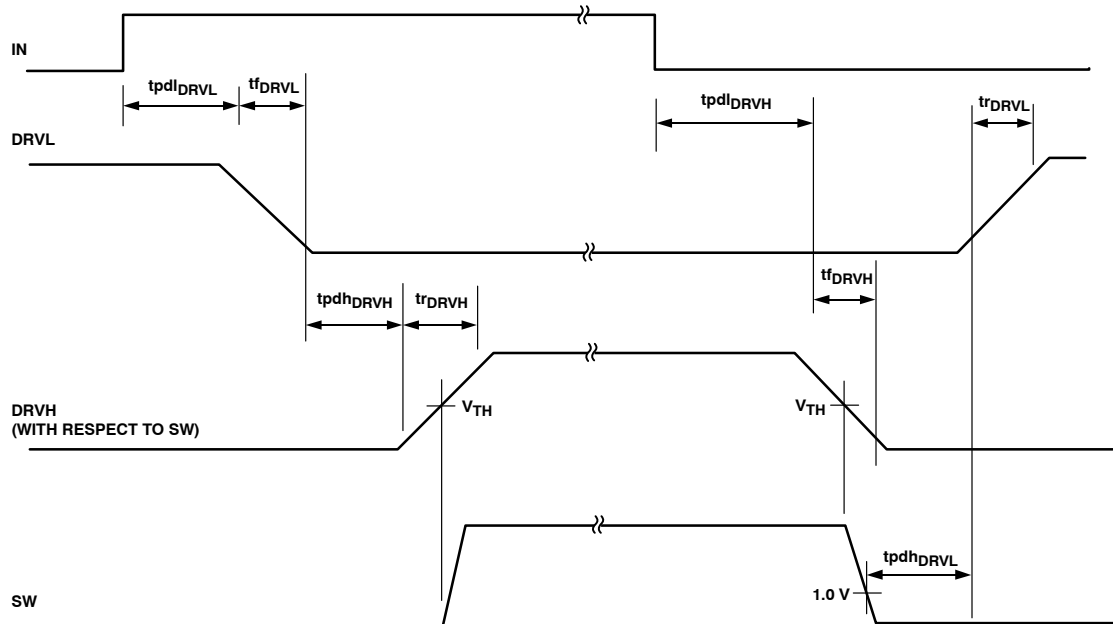 IN
tpdlDRVL
tfDRVL
tpdlDRVH
trDRVL
DRVL
tpdhDRVH
trDRVH
tfDRVH
VTH
VTH
DRVH
(WITH RESPECT TO SW)
tpdhDRVL
1.0 V
SW